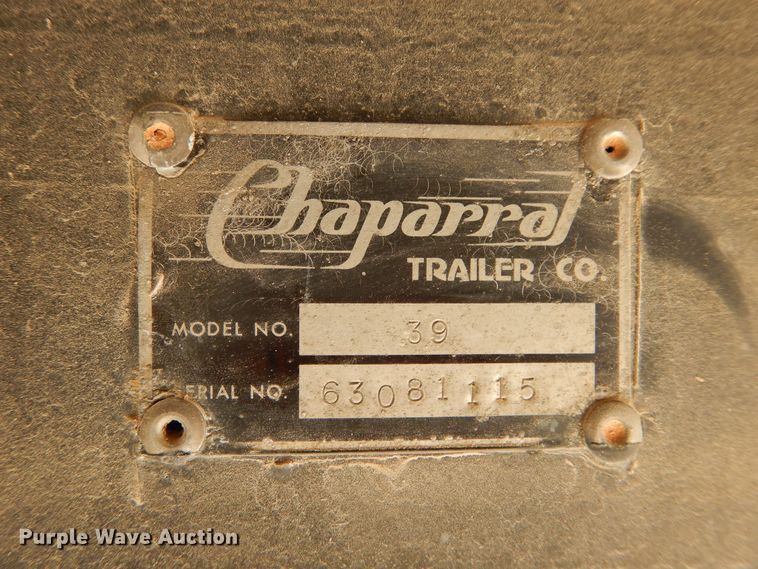 Chaparral
TRAILER CO.
MODEL NO. 39
ERIAL NO. 63081115
Purple Wave Auction